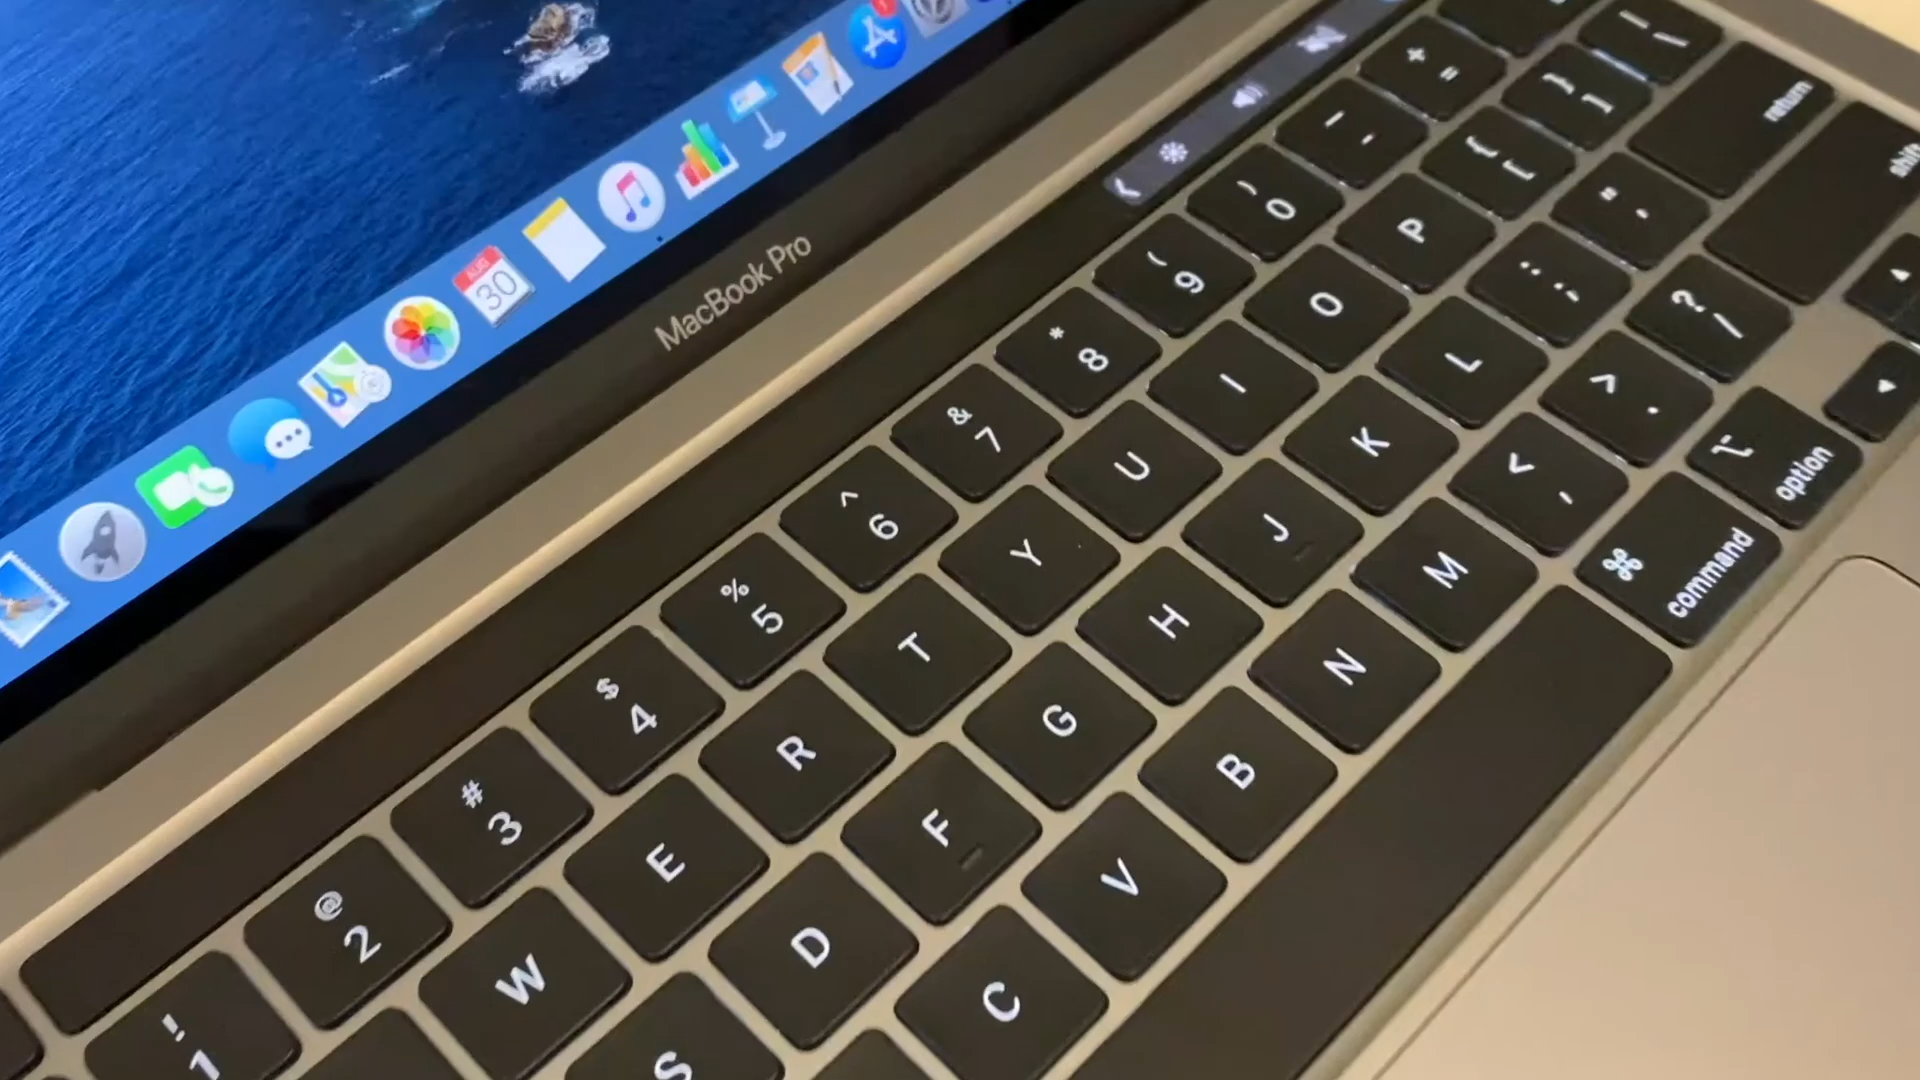 AUG
30
MacBook Pro
! @ # $ % ^ & * ( ) _ +
1 2 3 4 5 6 7 8 9 0 - =
W E R T Y U I O P { [ } ] | \
return
S D F G H J K L : ; " '
shift
C V B N M < , > . ? /
⌘
command
⌥
option